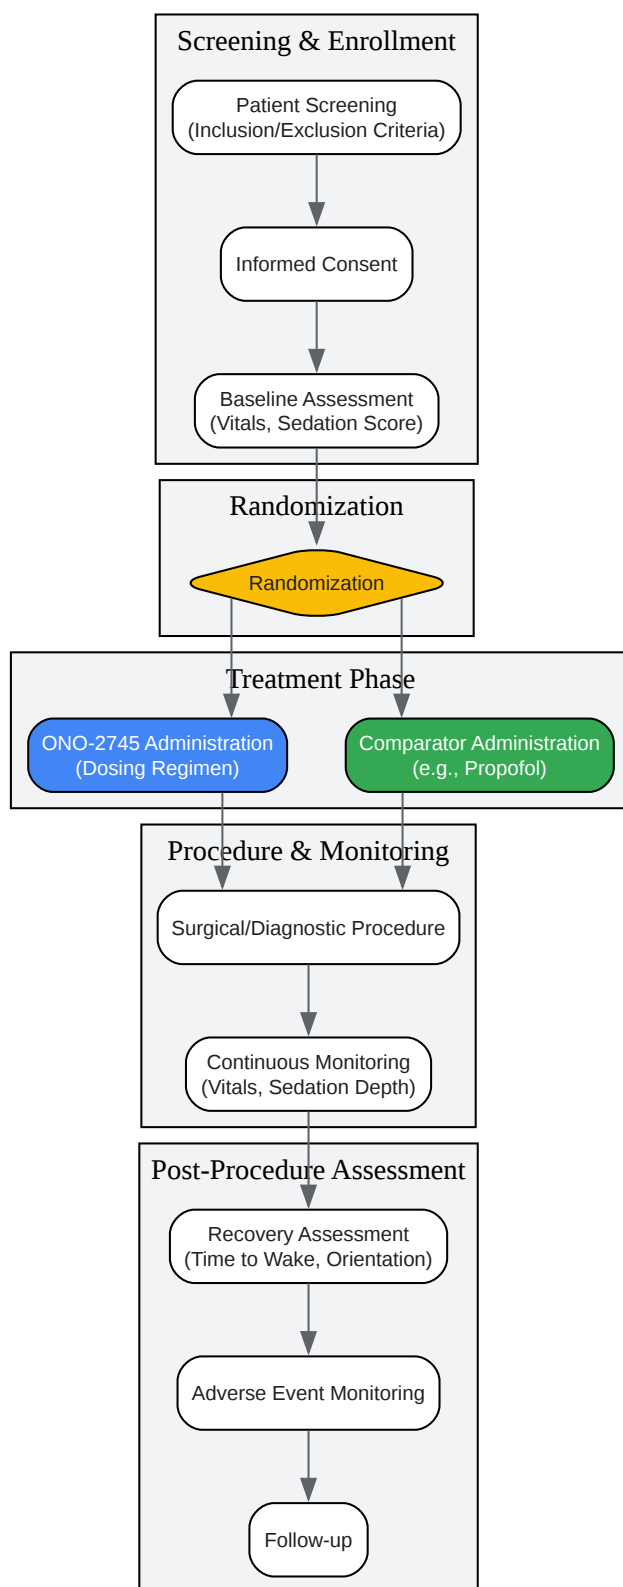 Screening & Enrollment
Patient Screening
(Inclusion/Exclusion Criteria)
Informed Consent
Baseline Assessment
(Vitals, Sedation Score)
Randomization
Randomization
Treatment Phase
ONO-2745 Administration
(Dosing Regimen)
Comparator Administration
(e.g., Propofol)
Procedure & Monitoring
Surgical/Diagnostic Procedure
Continuous Monitoring
(Vitals, Sedation Depth)
Post-Procedure Assessment
Recovery Assessment
(Time to Wake, Orientation)
Adverse Event Monitoring
Follow-up